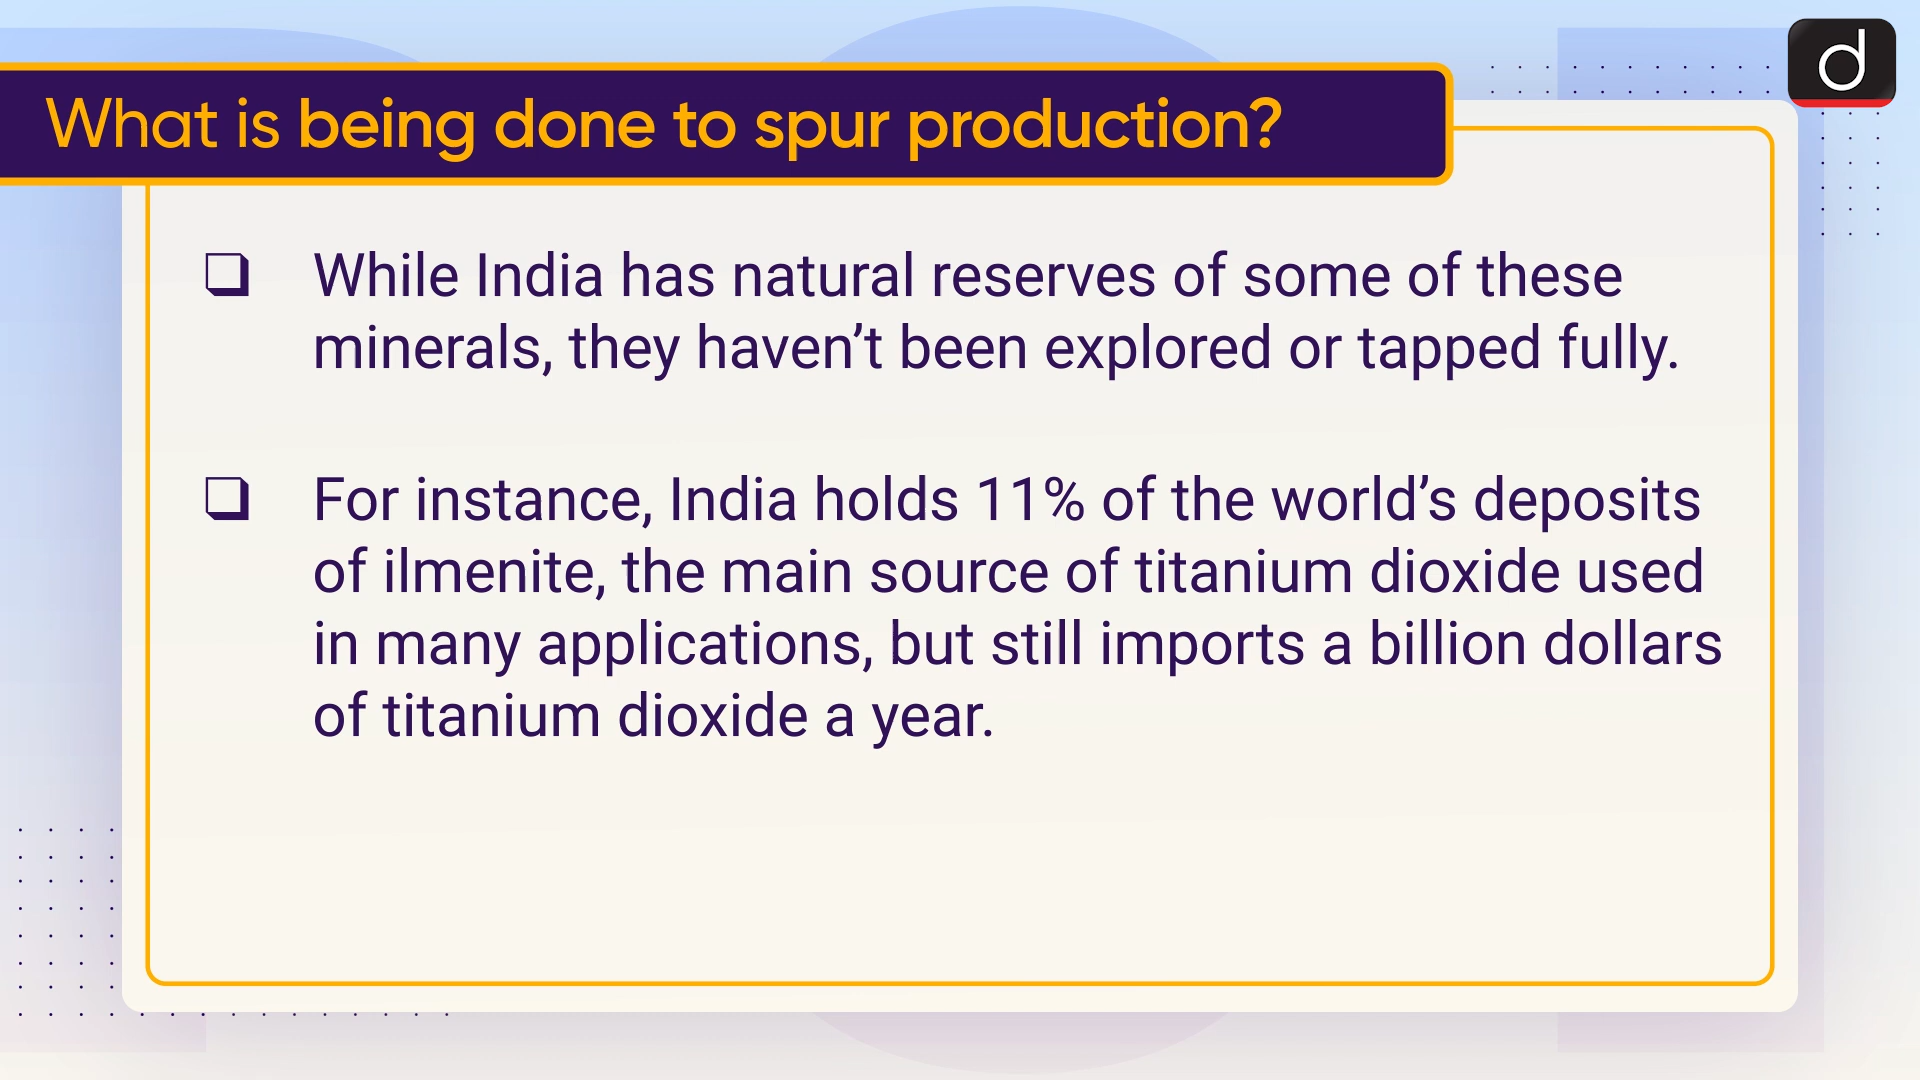 What is being done to spur production?
d
❑ While India has natural reserves of some of these
minerals, they haven’t been explored or tapped fully.
❑ For instance, India holds 11% of the world’s deposits
of ilmenite, the main source of titanium dioxide used
in many applications, but still imports a billion dollars
of titanium dioxide a year.